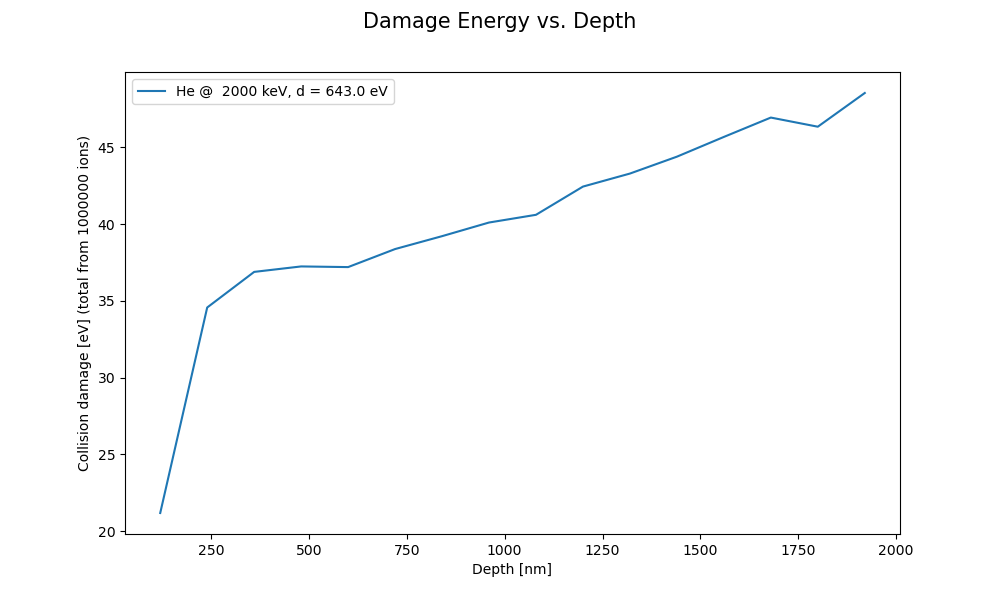 Damage Energy vs. Depth
He @  2000 keV, d = 643.0 eV
Collision damage [eV] (total from 1000000 ions)
45
40
35
30
25
20
250 500 750 1000 1250 1500 1750 2000
Depth [nm]